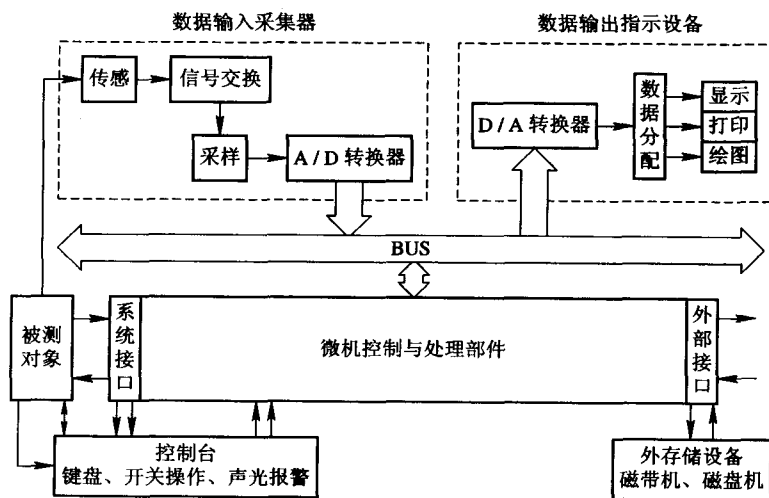 数据输入采集器
数据输出指示设备
传感
信号交换
采样
A/D 转换器
D/A 转换器
数据分配
显示
打印
绘图
BUS
被测对象
系统接口
微机控制与处理部件
外部接口
控制台
键盘、开关操作、声光报警
外存储设备
磁带机、磁盘机